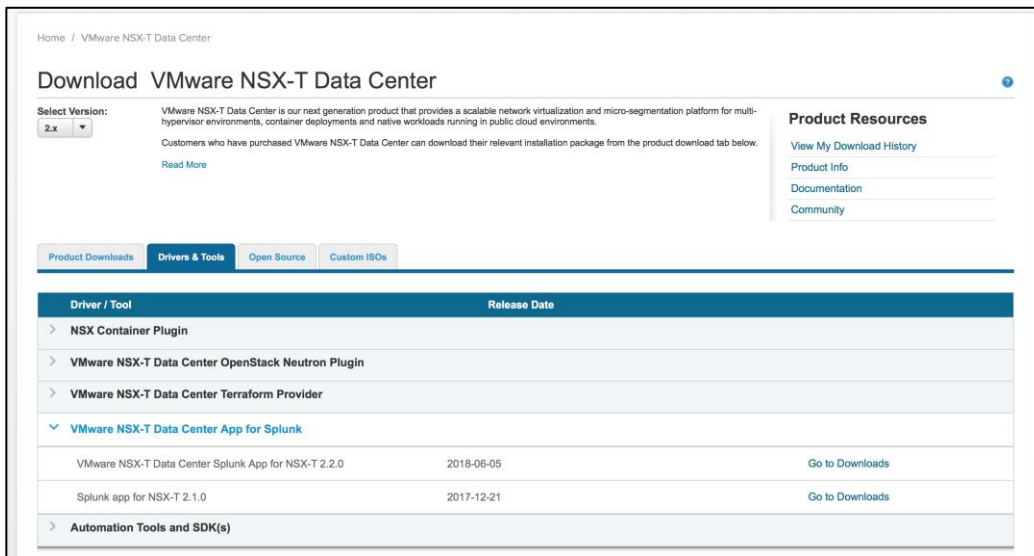 Home / VMware NSX-T Data Center
Download VMware NSX-T Data Center
Select Version:
2.x
VMware NSX-T Data Center is our next generation product that provides a scalable network virtualization and micro-segmentation platform for multi-
hypervisor environments, container deployments and native workloads running in public cloud environments.
Customers who have purchased VMware NSX-T Data Center can download their relevant installation package from the product download tab below.
Read More
Product Resources
View My Download History
Product Info
Documentation
Community
Product Downloads Drivers & Tools Open Source Custom ISOs
Driver / Tool Release Date
NSX Container Plugin
VMware NSX-T Data Center OpenStack Neutron Plugin
VMware NSX-T Data Center Terraform Provider
VMware NSX-T Data Center App for Splunk
VMware NSX-T Data Center Splunk App for NSX-T 2.2.0 2018-06-05 Go to Downloads
Splunk app for NSX-T 2.1.0 2017-12-21 Go to Downloads
Automation Tools and SDK(s)